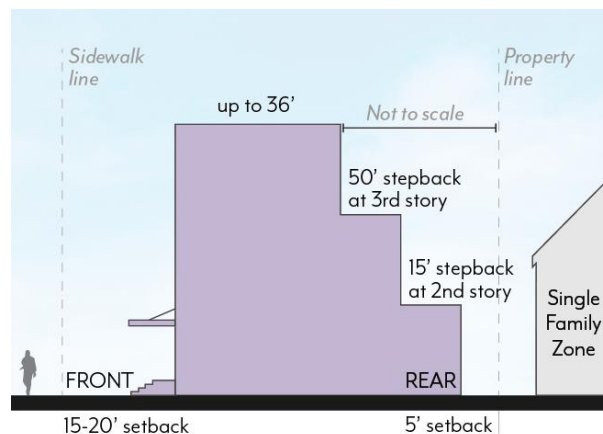 Sidewalk
line
Property
line
up to 36'
Not to scale
50' stepback
at 3rd story
15' stepback
at 2nd story
Single
Family
Zone
FRONT
REAR
15-20' setback
5' setback